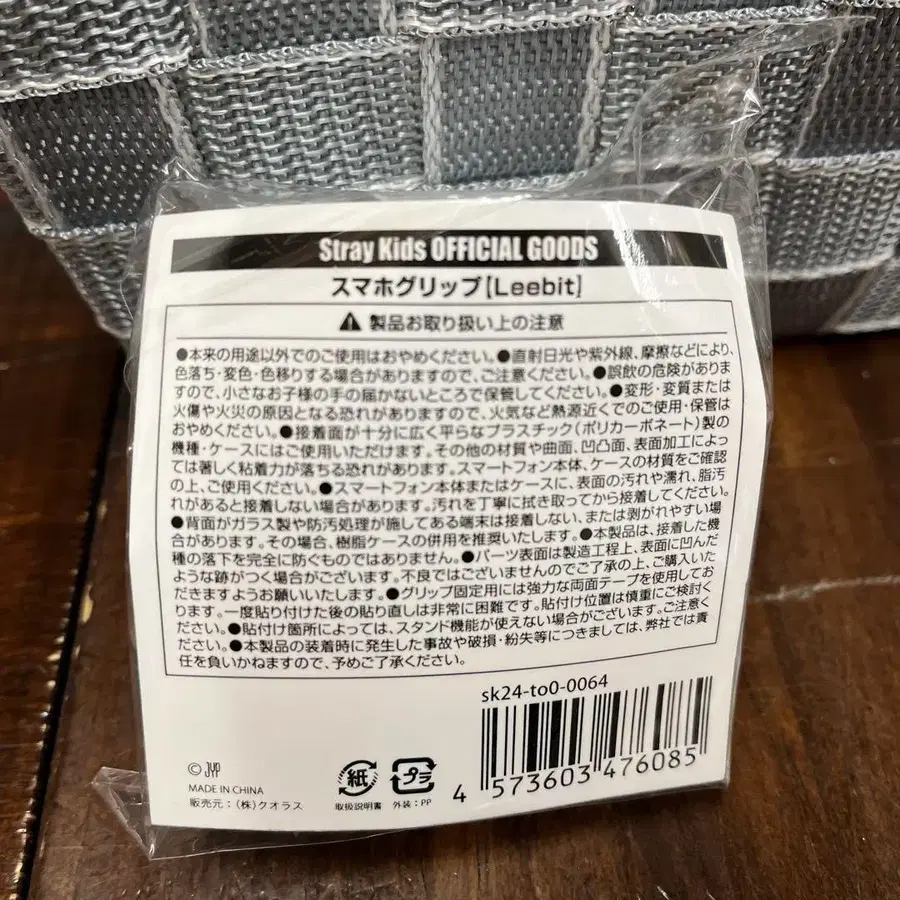 Stray Kids OFFICIAL GOODS
スマホグリップ[Leebit]
⚠ 製品お取り扱い上の注意
●本来の用途以外でのご使用はおやめください。●直射日光や紫外線、摩擦などにより、
色落ち・変色・色移りする場合がありますので、ご注意ください。●誤飲の危険がありま
すので、小さなお子様の手の届かないところで保管してください。●変形・変質または
火傷や火災の原因となる恐れがありますので、火気など熱源近くでのご使用・保管は
おやめください。●接着面が十分に広く平らなプラスチック(ポリカーボネート)製の
機種・ケースにはご使用いただけます。その他の材質や曲面、凹凸面、表面加工によっ
ては著しく粘着力が落ちる恐れがあります。スマートフォン本体、ケースの材質をご確認
の上、ご使用ください。●スマートフォン本体またはケースに、表面の汚れや濡れ、脂汚
れがあると接着しない場合があります。汚れを丁寧に拭き取ってから接着してください。
●背面がガラス製や防汚処理が施してある端末は接着しない、または剥がれやすい場
合があります。その場合、樹脂ケースの併用を推奨いたします。●本製品は、接着した機
種の落下を完全に防ぐものではありません。●パーツ表面は製造工程上、表面に凹んだ
ような跡がつく場合がございます。不良ではございませんのでご了承の上、ご購入いた
だきますようお願いいたします。●グリップ固定用には強力な両面テープを使用してお
ります。一度貼り付けた後の貼り直しは非常に困難です。貼付け位置は慎重にご検討く
ださい。●貼付け箇所によっては、スタンド機能が使えない場合がございます。ご注意く
ださい。●本製品の装着時に発生した事故や破損・紛失等につきましては、弊社では責
任を負いかねますので、予めご了承ください。
sk24-to0-0064
4 573603 476085
© JYP
MADE IN CHINA
販売元:(株)クオラス
紙
取扱説明書
プラ
外装:PP